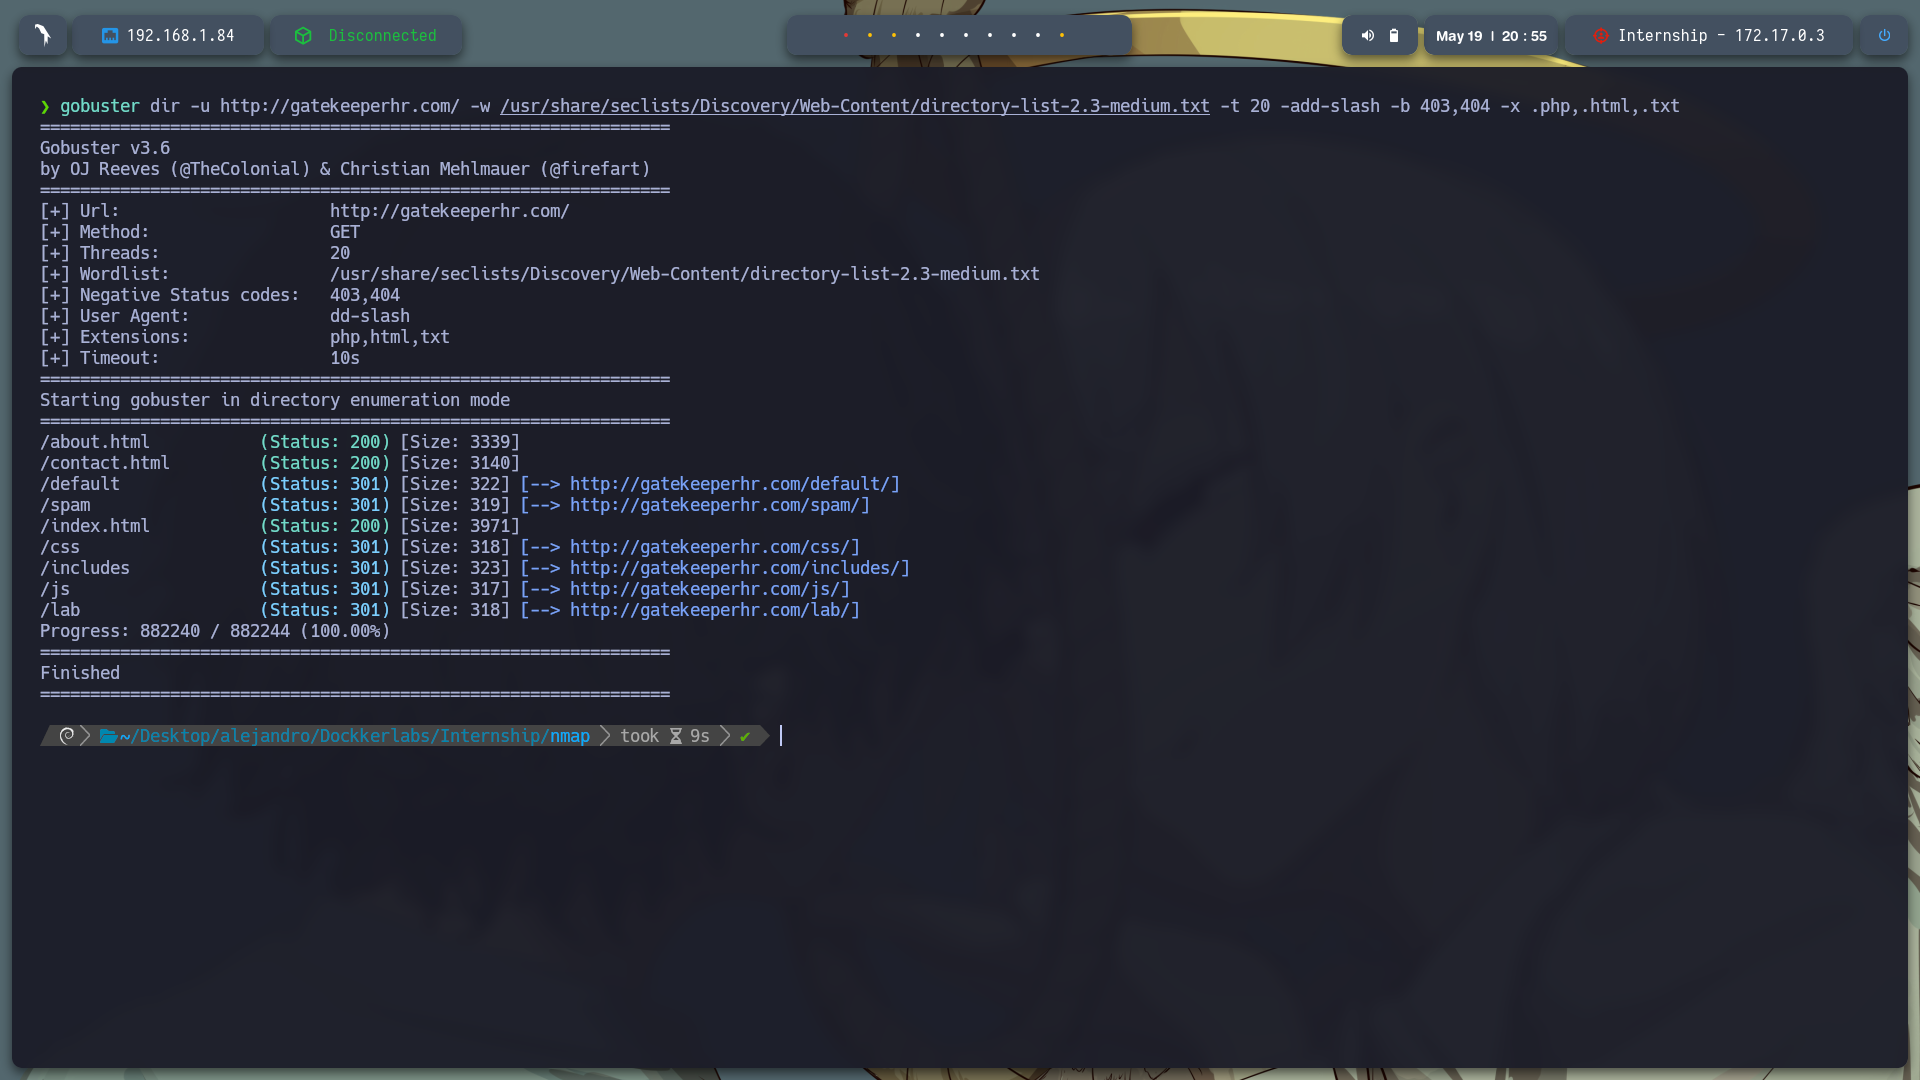 192.168.1.84
Disconnected
May 19 | 20 : 55
Internship - 172.17.0.3
❯ gobuster dir -u http://gatekeeperhr.com/ -w /usr/share/seclists/Discovery/Web-Content/directory-list-2.3-medium.txt -t 20 -add-slash -b 403,404 -x .php,.html,.txt
===============================================================
Gobuster v3.6
by OJ Reeves (@TheColonial) & Christian Mehlmauer (@firefart)
===============================================================
[+] Url:                     http://gatekeeperhr.com/
[+] Method:                  GET
[+] Threads:                 20
[+] Wordlist:                /usr/share/seclists/Discovery/Web-Content/directory-list-2.3-medium.txt
[+] Negative Status codes:   403,404
[+] User Agent:              dd-slash
[+] Extensions:              php,html,txt
[+] Timeout:                 10s
===============================================================
Starting gobuster in directory enumeration mode
===============================================================
/about.html           (Status: 200) [Size: 3339]
/contact.html         (Status: 200) [Size: 3140]
/default              (Status: 301) [Size: 322] [--> http://gatekeeperhr.com/default/]
/spam                 (Status: 301) [Size: 319] [--> http://gatekeeperhr.com/spam/]
/index.html           (Status: 200) [Size: 3971]
/css                  (Status: 301) [Size: 318] [--> http://gatekeeperhr.com/css/]
/includes             (Status: 301) [Size: 323] [--> http://gatekeeperhr.com/includes/]
/js                   (Status: 301) [Size: 317] [--> http://gatekeeperhr.com/js/]
/lab                  (Status: 301) [Size: 318] [--> http://gatekeeperhr.com/lab/]
Progress: 882240 / 882244 (100.00%)
===============================================================
Finished
===============================================================
~/Desktop/alejandro/Dockkerlabs/Internship/nmap took 9s ✔